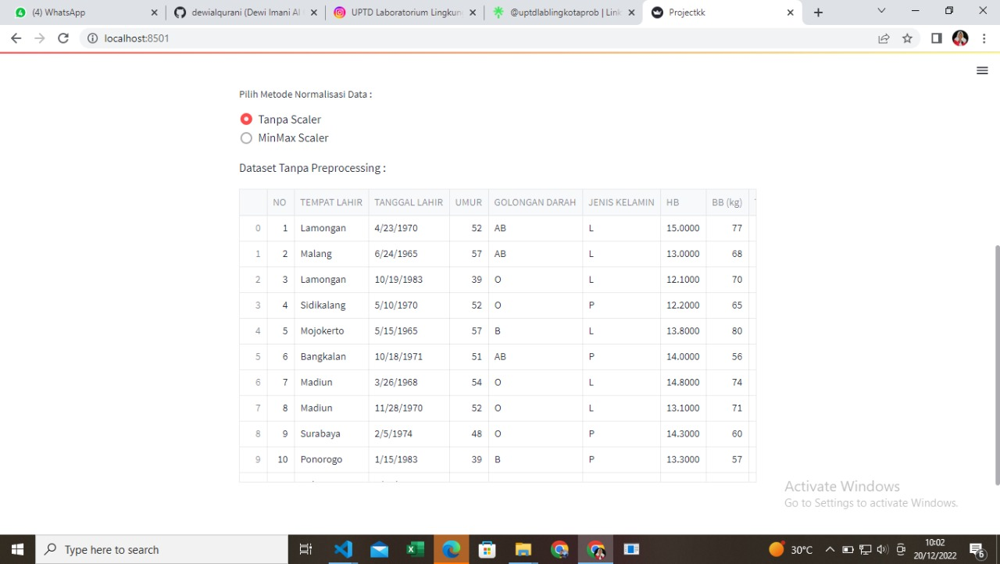 (4) WhatsApp
dewialqurani (Dewi Imani Al
UPTD Laboratorium Lingkun
@uptdlablingkotaprob | Link
Projectkk
localhost:8501
Pilih Metode Normalisasi Data :
Tanpa Scaler
MinMax Scaler
Dataset Tanpa Preprocessing :
NO TEMPAT LAHIR TANGGAL LAHIR UMUR GOLONGAN DARAH JENIS KELAMIN HB BB (kg)
0 1 Lamongan 4/23/1970 52 AB L 15.0000 77
1 2 Malang 6/24/1965 57 AB L 13.0000 68
2 3 Lamongan 10/19/1983 39 O L 12.1000 70
3 4 Sidikalang 5/10/1970 52 O P 12.2000 65
4 5 Mojokerto 5/15/1965 57 B L 13.8000 80
5 6 Bangkalan 10/18/1971 51 AB P 14.0000 56
6 7 Madiun 3/26/1968 54 O L 14.8000 74
7 8 Madiun 11/28/1970 52 O L 13.1000 71
8 9 Surabaya 2/5/1974 48 O P 14.3000 60
9 10 Ponorogo 1/15/1983 39 B P 13.3000 57
Activate Windows
Go to Settings to activate Windows.
Type here to search
30°C
10:02
20/12/2022
6